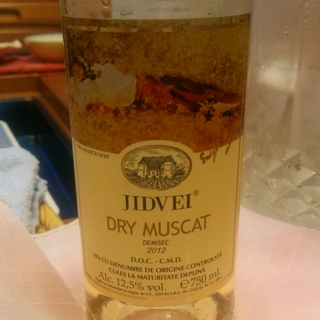 JIDVEI®
DRY MUSCAT
DEMISEC
2012
D.O.C. - C.M.D.
VIN CU DENUMIRE DE ORIGINE CONTROLATĂ
CULES LA MATURITATE DEPLINĂ
Alc. 12,5% vol. ℮ 750 ml